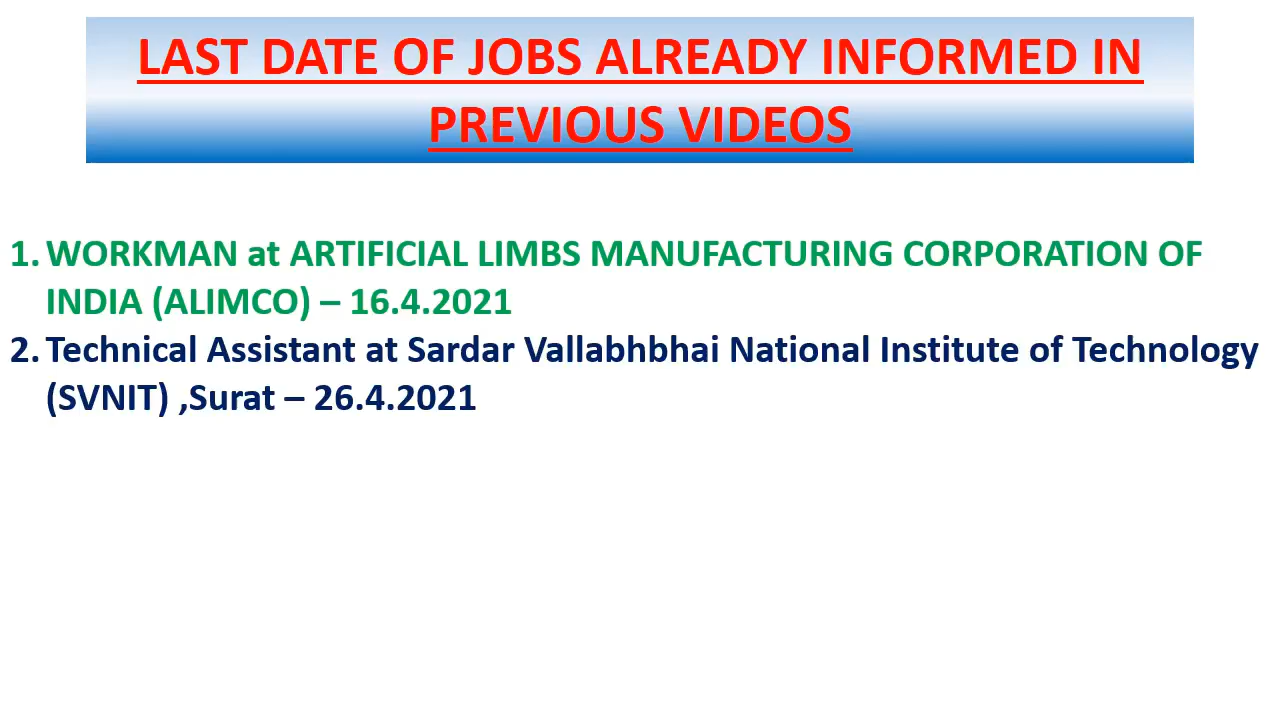 LAST DATE OF JOBS ALREADY INFORMED IN
PREVIOUS VIDEOS
1. WORKMAN at ARTIFICIAL LIMBS MANUFACTURING CORPORATION OF
INDIA (ALIMCO) – 16.4.2021
2. Technical Assistant at Sardar Vallabhbhai National Institute of Technology
(SVNIT) ,Surat – 26.4.2021